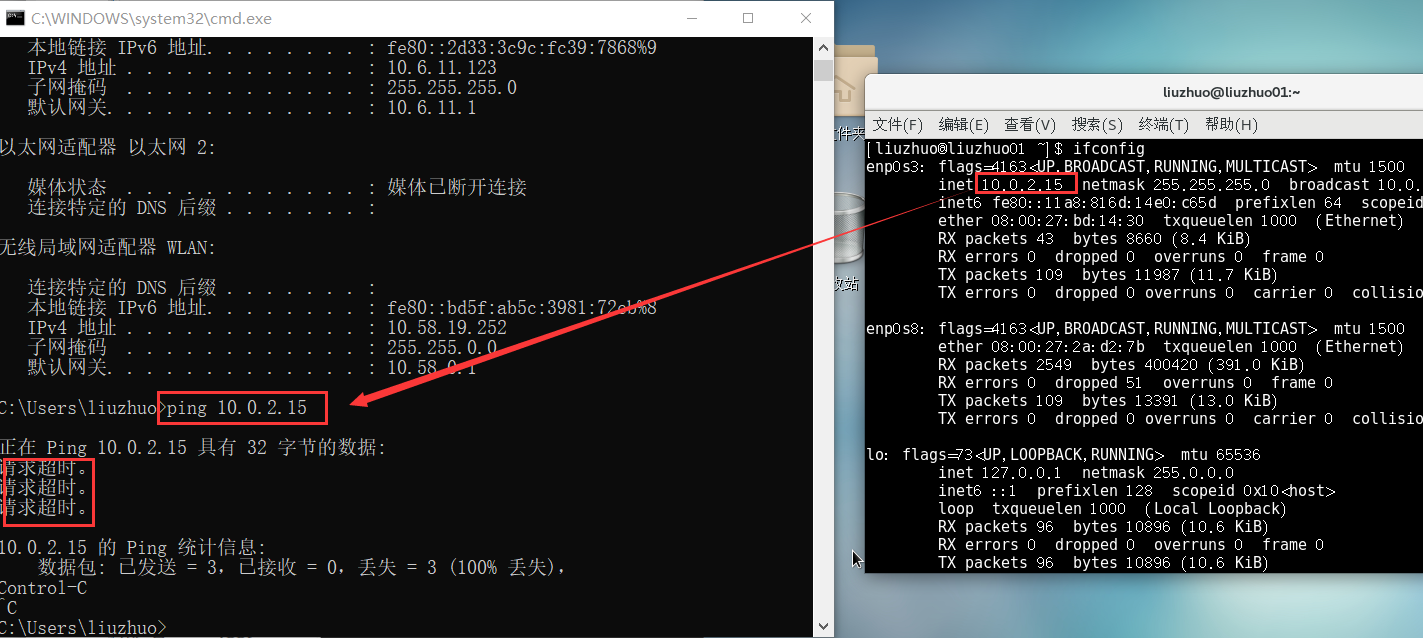 C:\WINDOWS\system32\cmd.exe
本地链接 IPv6 地址. . . . . . . . : fe80::2d33:3c9c:fc39:7868%9
IPv4 地址 . . . . . . . . . . . . : 10.6.11.123
子网掩码 . . . . . . . . . . . . : 255.255.255.0
默认网关. . . . . . . . . . . . . : 10.6.11.1
以太网适配器 以太网 2:
媒体状态 . . . . . . . . . . . . : 媒体已断开连接
连接特定的 DNS 后缀 . . . . . . . :
无线局域网适配器 WLAN:
连接特定的 DNS 后缀 . . . . . . . :
本地链接 IPv6 地址. . . . . . . . : fe80::bd5f:ab5c:3981:72cb%8
IPv4 地址 . . . . . . . . . . . . : 10.58.19.252
子网掩码 . . . . . . . . . . . . : 255.255.0.0
默认网关. . . . . . . . . . . . . : 10.58.0.1
C:\Users\liuzhuo>ping 10.0.2.15
正在 Ping 10.0.2.15 具有 32 字节的数据:
请求超时。
请求超时。
请求超时。
10.0.2.15 的 Ping 统计信息:
数据包: 已发送 = 3，已接收 = 0，丢失 = 3 (100% 丢失)，
Control-C
^C
C:\Users\liuzhuo>
件夹
站
liuzhuo@liuzhuo01:~
文件(F) 编辑(E) 查看(V) 搜索(S) 终端(T) 帮助(H)
[liuzhuo@liuzhuo01 ~]$ ifconfig
enp0s3: flags=4163<UP,BROADCAST,RUNNING,MULTICAST> mtu 1500
inet 10.0.2.15 netmask 255.255.255.0 broadcast 10.0.
inet6 fe80::11a8:816d:14e0:c65d prefixlen 64 scopeid
ether 08:00:27:bd:14:30 txqueuelen 1000 (Ethernet)
RX packets 43 bytes 8660 (8.4 KiB)
RX errors 0 dropped 0 overruns 0 frame 0
TX packets 109 bytes 11987 (11.7 KiB)
TX errors 0 dropped 0 overruns 0 carrier 0 collisio
enp0s8: flags=4163<UP,BROADCAST,RUNNING,MULTICAST> mtu 1500
ether 08:00:27:2a:d2:7b txqueuelen 1000 (Ethernet)
RX packets 2549 bytes 400420 (391.0 KiB)
RX errors 0 dropped 51 overruns 0 frame 0
TX packets 109 bytes 13391 (13.0 KiB)
TX errors 0 dropped 0 overruns 0 carrier 0 collisio
lo: flags=73<UP,LOOPBACK,RUNNING> mtu 65536
inet 127.0.0.1 netmask 255.0.0.0
inet6 ::1 prefixlen 128 scopeid 0x10<host>
loop txqueuelen 1000 (Local Loopback)
RX packets 96 bytes 10896 (10.6 KiB)
RX errors 0 dropped 0 overruns 0 frame 0
TX packets 96 bytes 10896 (10.6 KiB)